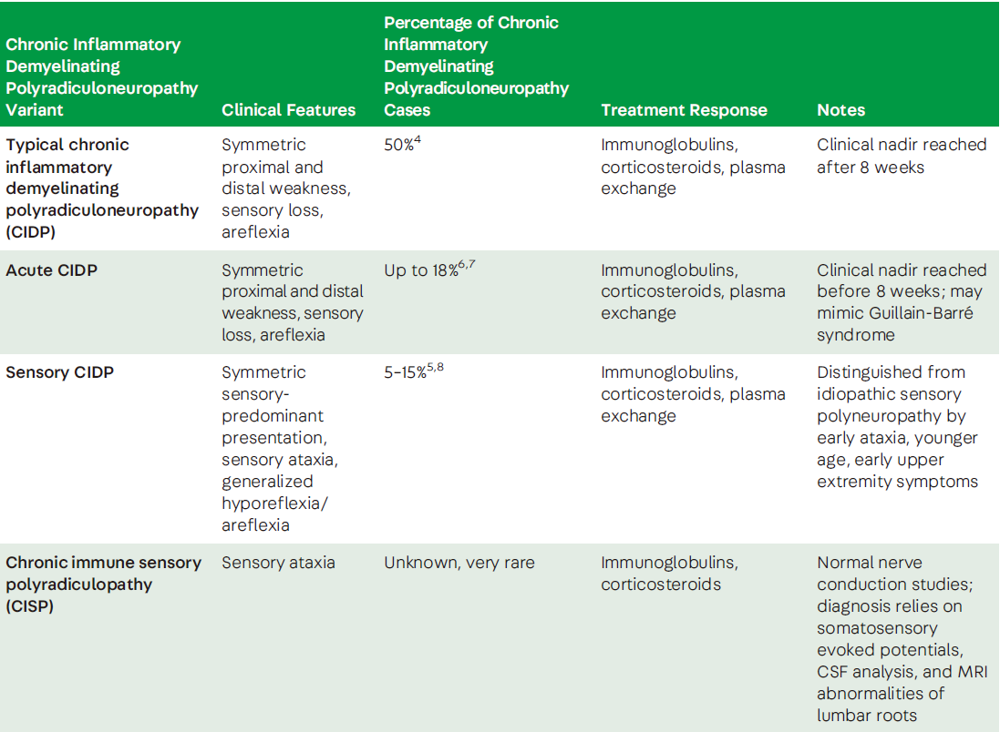 Chronic Inflammatory
Demyelinating
Polyradiculoneuropathy
Variant
Clinical Features
Percentage of Chronic
Inflammatory
Demyelinating
Polyradiculoneuropathy
Cases
Treatment Response
Notes
Typical chronic
inflammatory
demyelinating
polyradiculoneuropathy
(CIDP)
Symmetric
proximal and
distal weakness,
sensory loss,
areflexia
50%4
Immunoglobulins,
corticosteroids, plasma
exchange
Clinical nadir reached
after 8 weeks
Acute CIDP
Symmetric
proximal and distal
weakness, sensory
loss, areflexia
Up to 18%6,7
Immunoglobulins,
corticosteroids, plasma
exchange
Clinical nadir reached
before 8 weeks; may
mimic Guillain-Barré
syndrome
Sensory CIDP
Symmetric
sensory-
predominant
presentation,
sensory ataxia,
generalized
hyporeflexia/
areflexia
5–15%5,8
Immunoglobulins,
corticosteroids, plasma
exchange
Distinguished from
idiopathic sensory
polyneuropathy by
early ataxia, younger
age, early upper
extremity symptoms
Chronic immune sensory
polyradiculopathy
(CISP)
Sensory ataxia
Unknown, very rare
Immunoglobulins,
corticosteroids
Normal nerve
conduction studies;
diagnosis relies on
somatosensory
evoked potentials,
CSF analysis, and MRI
abnormalities of
lumbar roots